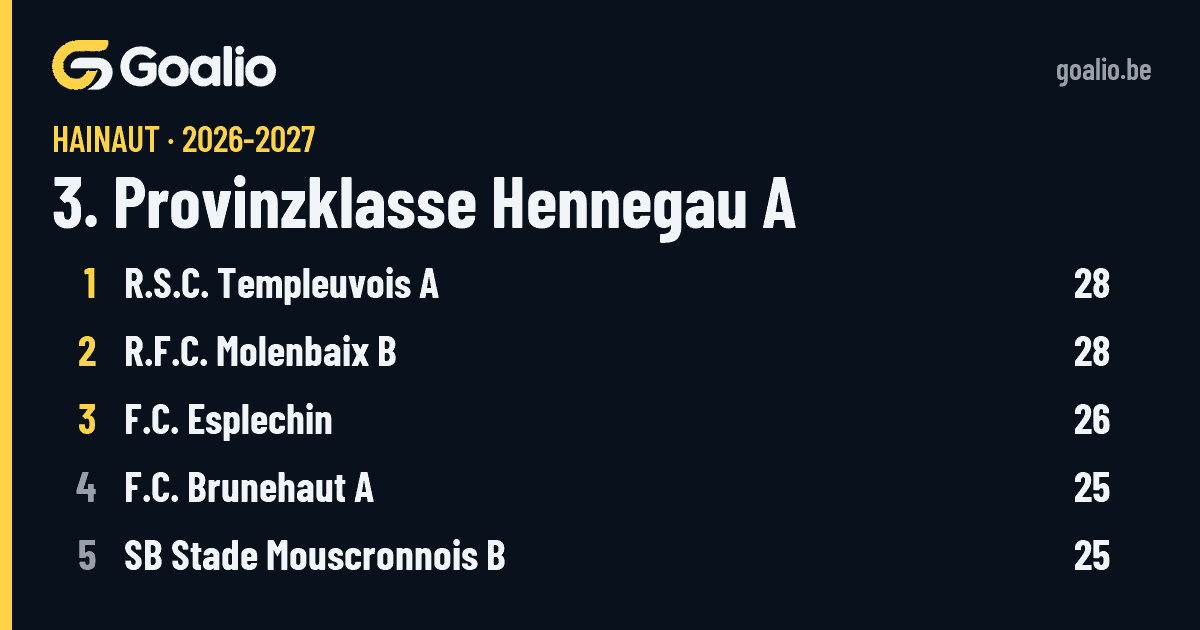 Goalio
goalio.be
HAINAUT · 2026-2027
3. Provinzklasse Hennegau A
1 R.S.C. Templeuvois A 28
2 R.F.C. Molenbaix B 28
3 F.C. Esplechin 26
4 F.C. Brunehaut A 25
5 SB Stade Mouscronnois B 25